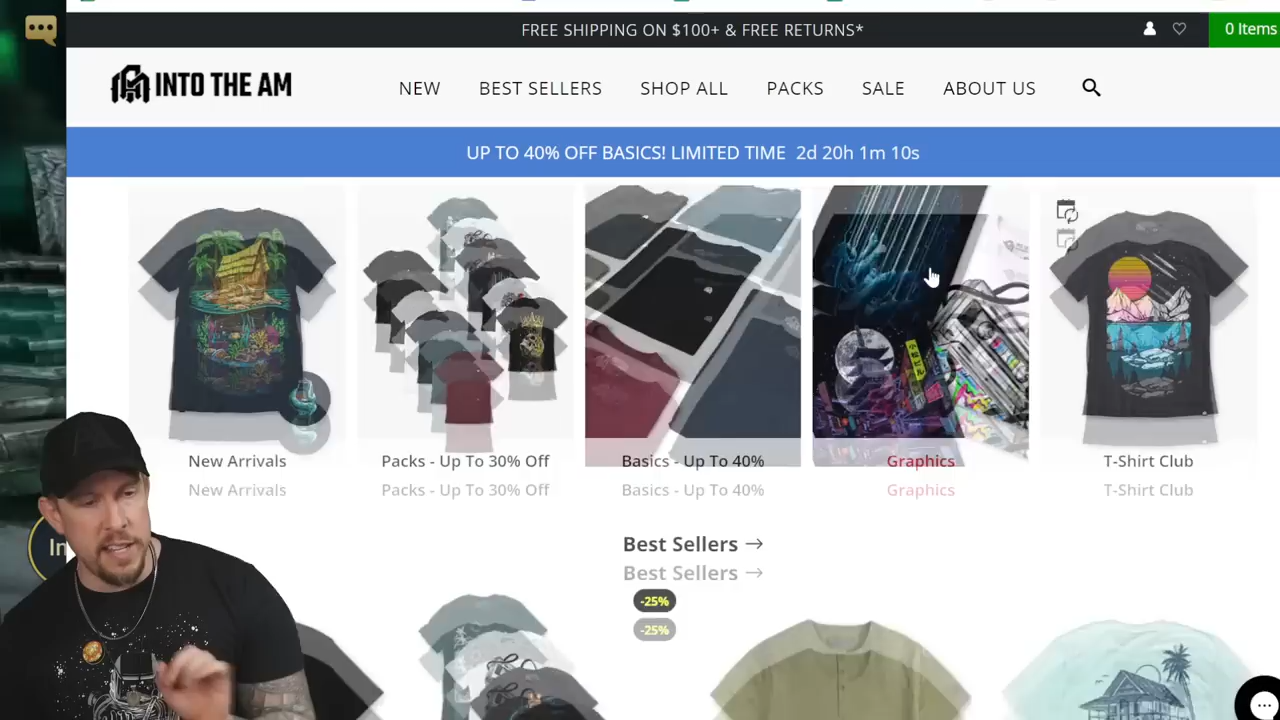 FREE SHIPPING ON $100+ & FREE RETURNS*
0 Items
INTO THE AM
NEW BEST SELLERS SHOP ALL PACKS SALE ABOUT US
UP TO 40% OFF BASICS! LIMITED TIME 2d 20h 1m 10s
New Arrivals Packs - Up To 30% Off Basics - Up To 40% Graphics T-Shirt Club
New Arrivals Packs - Up To 30% Off Basics - Up To 40% Graphics T-Shirt Club
In
Best Sellers →
Best Sellers →
-25%
-25%